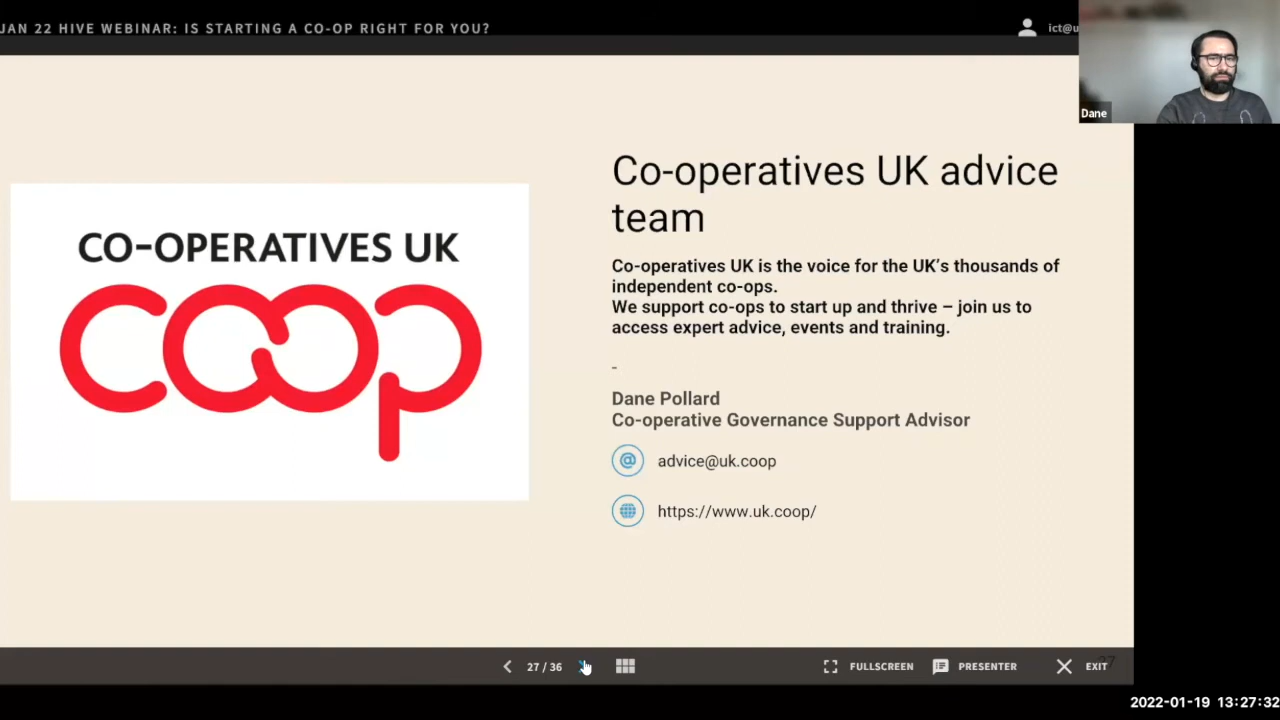 JAN 22 HIVE WEBINAR: IS STARTING A CO-OP RIGHT FOR YOU?
ict@u
Dane
CO-OPERATIVES UK
coop
Co-operatives UK advice
team
Co-operatives UK is the voice for the UK's thousands of
independent co-ops.
We support co-ops to start up and thrive – join us to
access expert advice, events and training.
-
Dane Pollard
Co-operative Governance Support Advisor
@ advice@uk.coop
https://www.uk.coop/
27 / 36
FULLSCREEN
PRESENTER
EXIT
27
2022-01-19 13:27:32